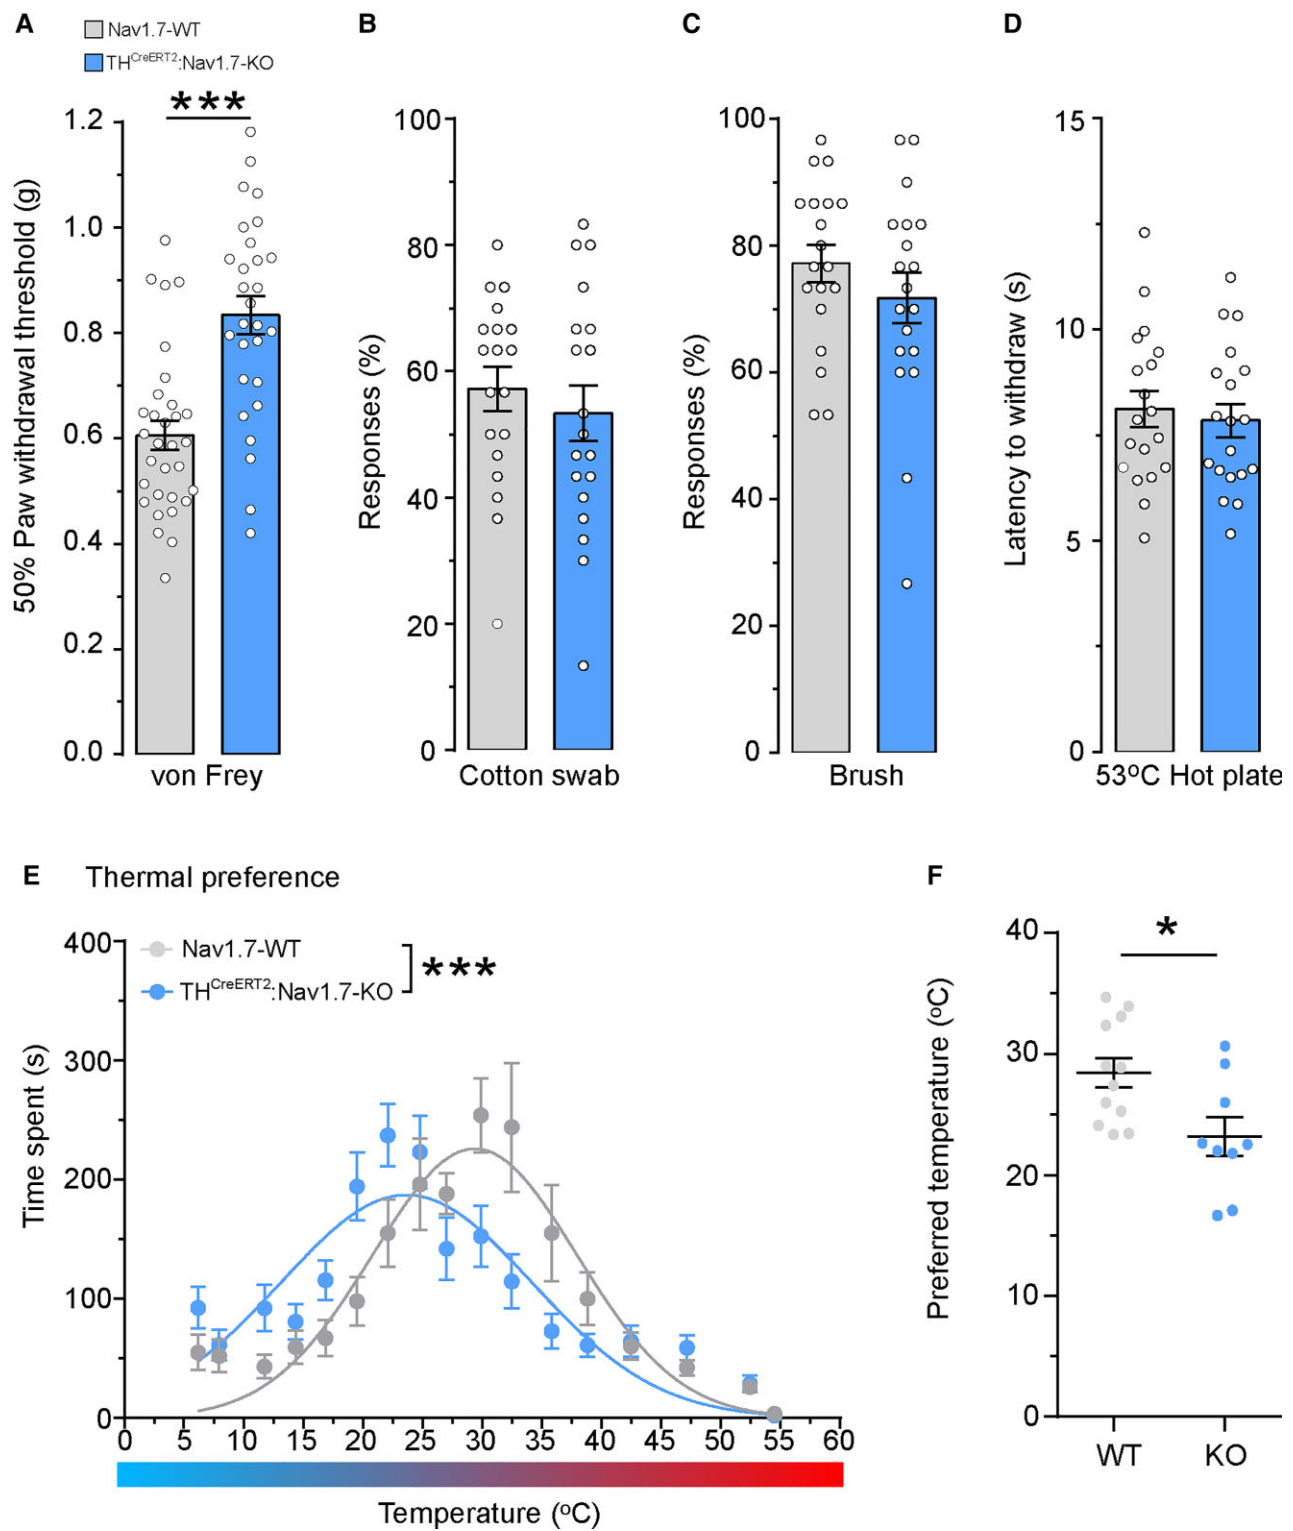 A
Nav1.7-WT
TH^CreERT2:Nav1.7-KO
***
50% Paw withdrawal threshold (g)
1.2
1.0
0.8
0.6
0.4
0.2
0.0
von Frey
B
Responses (%)
100
80
60
40
20
0
Cotton swab
C
Responses (%)
100
80
60
40
20
0
Brush
D
Latency to withdraw (s)
15
10
5
0
53ºC Hot plate
E Thermal preference
Nav1.7-WT
TH^CreERT2:Nav1.7-KO
***
Time spent (s)
400
300
200
100
0
0 5 10 15 20 25 30 35 40 45 50 55 60
Temperature (ºC)
F
*
Preferred temperature (ºC)
40
30
20
10
0
WT KO